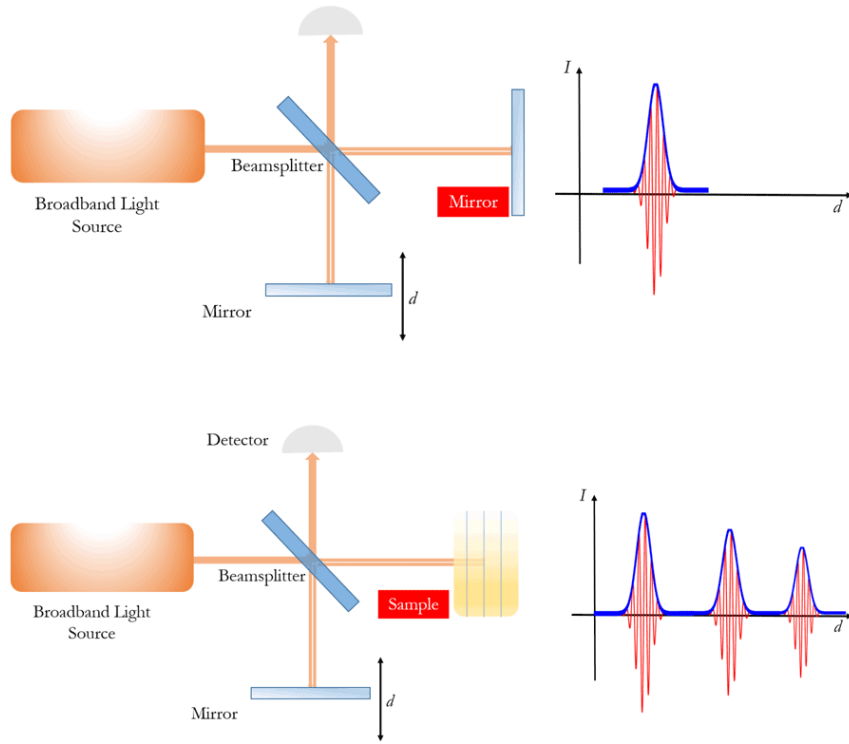 I
Beamsplitter
Broadband Light
Source
Mirror
d
d
Mirror
Detector
I
Beamsplitter
Broadband Light
Source
Sample
d
d
Mirror